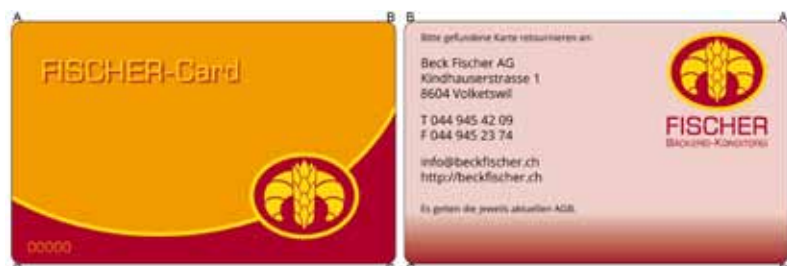 A
B
FISCHER-Card
00000
B
A
Bitte gefundene Karte retournieren an:
Beck Fischer AG
Kindhauserstrasse 1
8604 Volketswil
T 044 945 42 09
F 044 945 23 74
info@beckfischer.ch
http://beckfischer.ch
Es gelten die jeweils aktuellen AGB.
FISCHER
BÄCKEREI-KONDITOREI